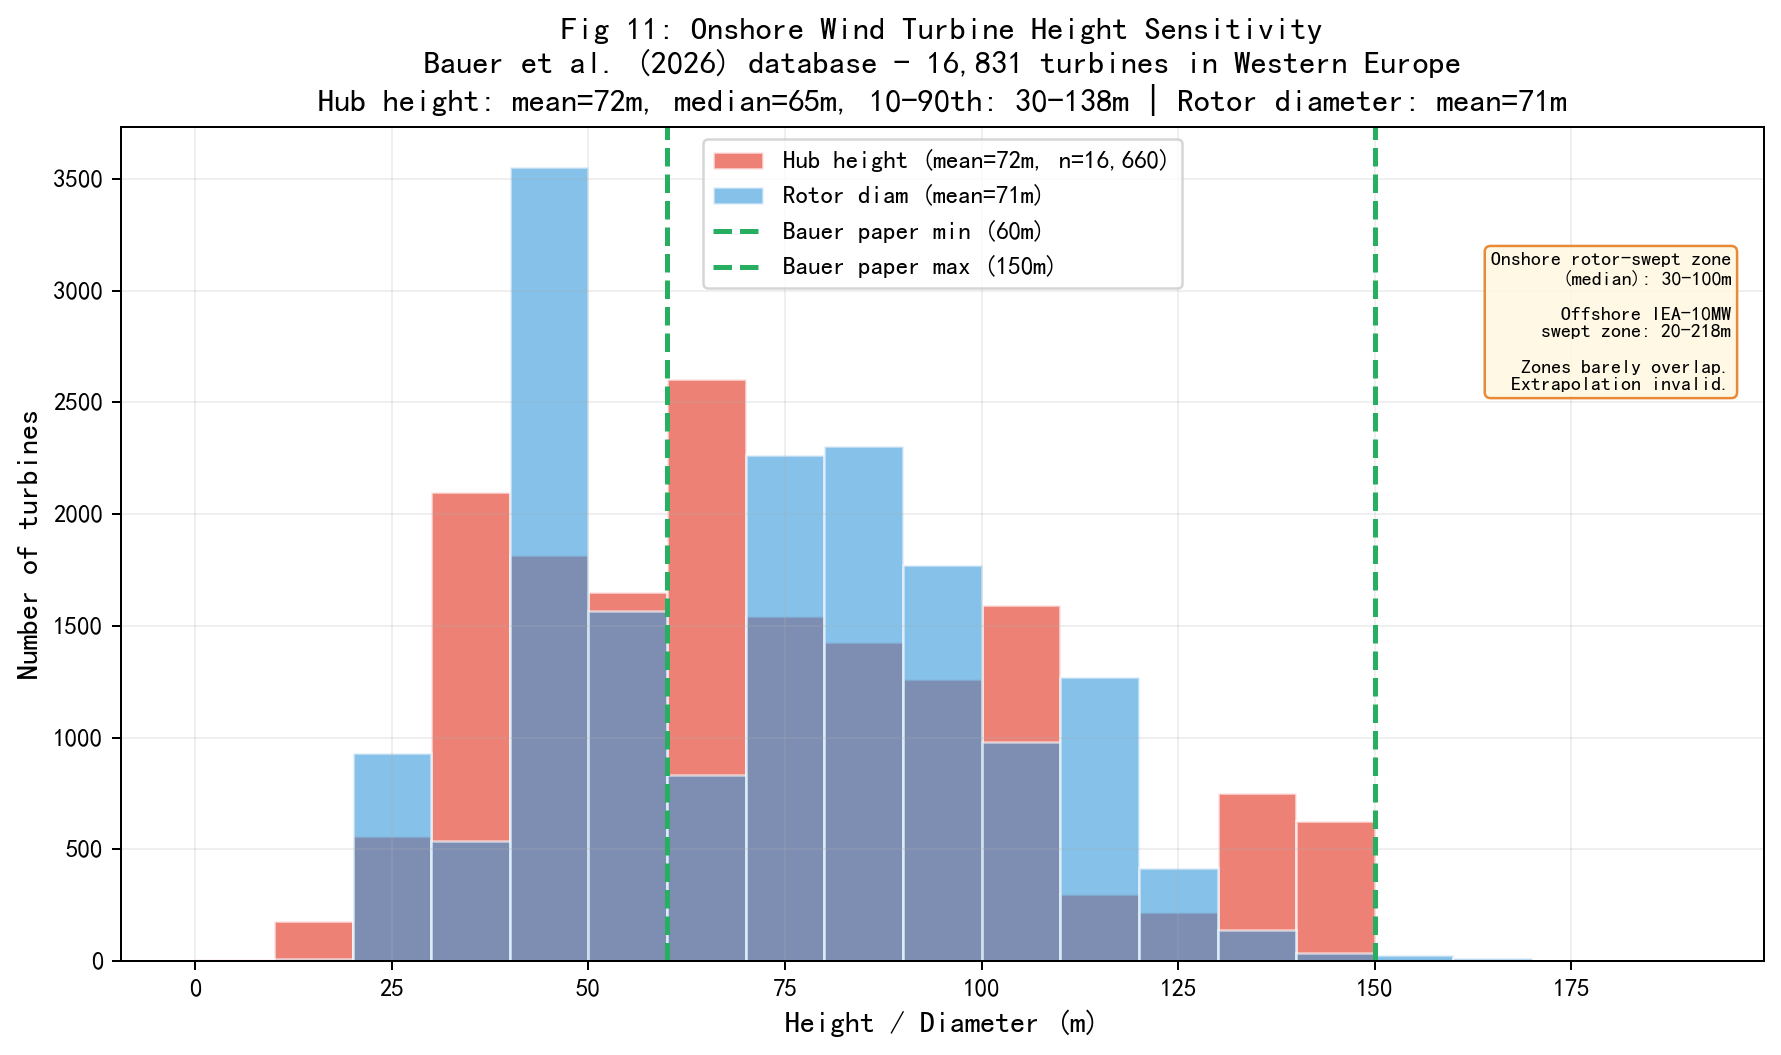 Fig 11: Onshore Wind Turbine Height Sensitivity
Bauer et al. (2026) database - 16,831 turbines in Western Europe
Hub height: mean=72m, median=65m, 10-90th: 30-138m | Rotor diameter: mean=71m
Hub height (mean=72m, n=16,660)
Rotor diam (mean=71m)
Bauer paper min (60m)
Bauer paper max (150m)
Onshore rotor-swept zone
(median): 30-100m
Offshore IEA-10MW
swept zone: 20-218m
Zones barely overlap.
Extrapolation invalid.
Number of turbines
3500
3000
2500
2000
1500
1000
500
0
0
25
50
75
100
125
150
175
Height / Diameter (m)